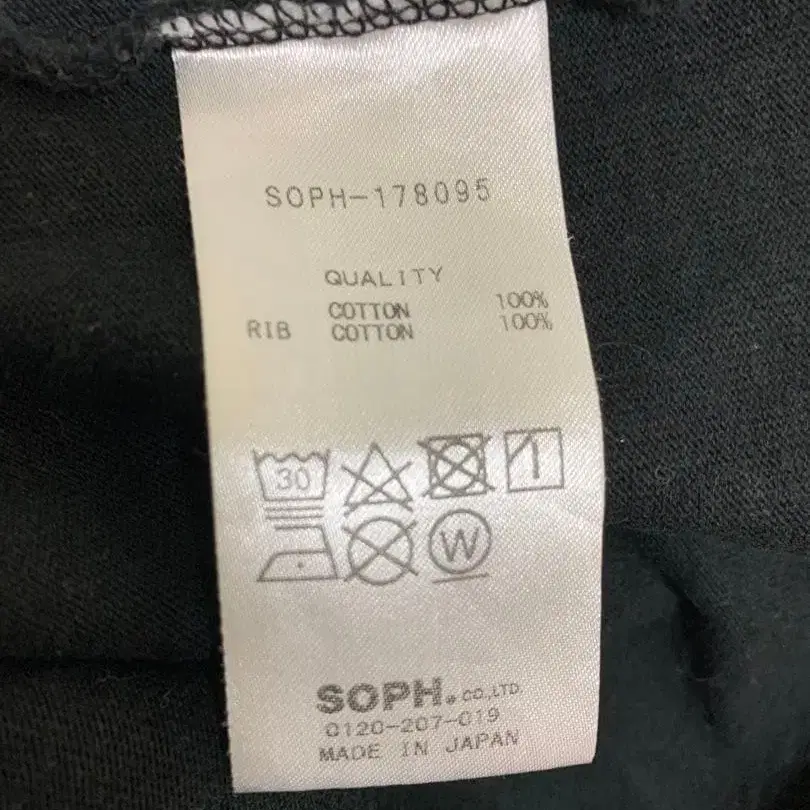 SOPH-178095
QUALITY
COTTON 100%
RIB COTTON 100%
30
W
SOPH. CO.,LTD.
0120-207-019
MADE IN JAPAN